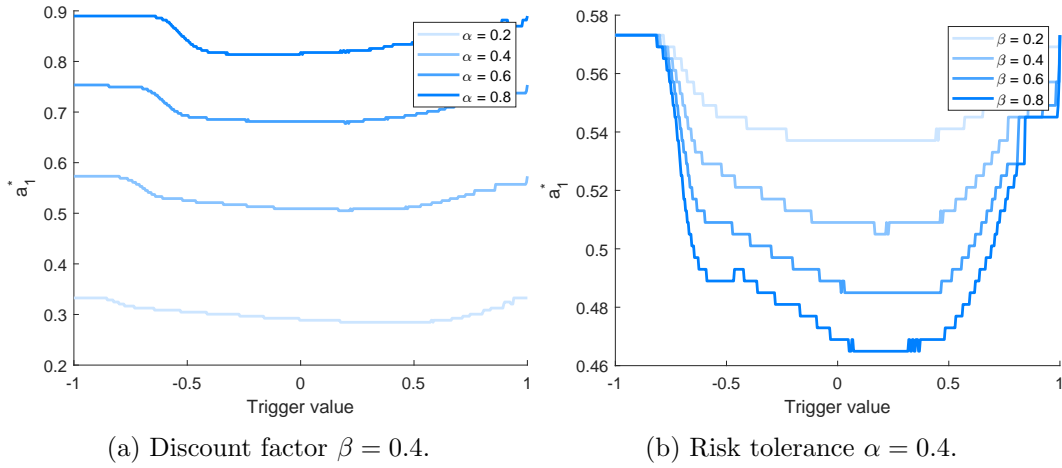 0.9
0.8
0.7
0.6
0.5
0.4
0.3
0.2
a₁*
-1 -0.5 0 0.5 1
Trigger value
α = 0.2
α = 0.4
α = 0.6
α = 0.8
(a) Discount factor β = 0.4.
0.58
0.56
0.54
0.52
0.5
0.48
0.46
a₁*
-1 -0.5 0 0.5 1
Trigger value
β = 0.2
β = 0.4
β = 0.6
β = 0.8
(b) Risk tolerance α = 0.4.